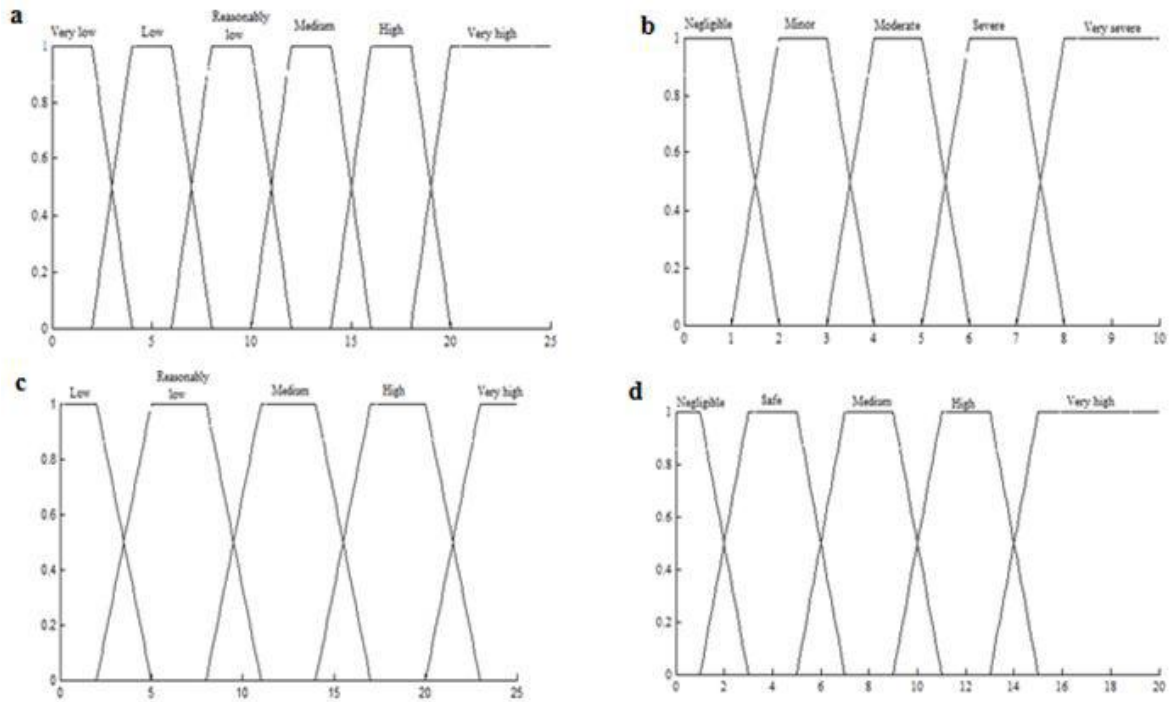 a
Very low Low Reasonably low Medium High Very high
1
0.8
0.6
0.4
0.2
0
0 5 10 15 20 25
b
Negligible Minor Moderate Severe Very severe
1
0.8
0.6
0.4
0.2
0
0 1 2 3 4 5 6 7 8 9 10
c
Low Reasonably low Medium High Very high
1
0.8
0.6
0.4
0.2
0
0 5 10 15 20 25
d
Negligible Safe Medium High Very high
1
0.8
0.6
0.4
0.2
0
0 2 4 6 8 10 12 14 16 18 20